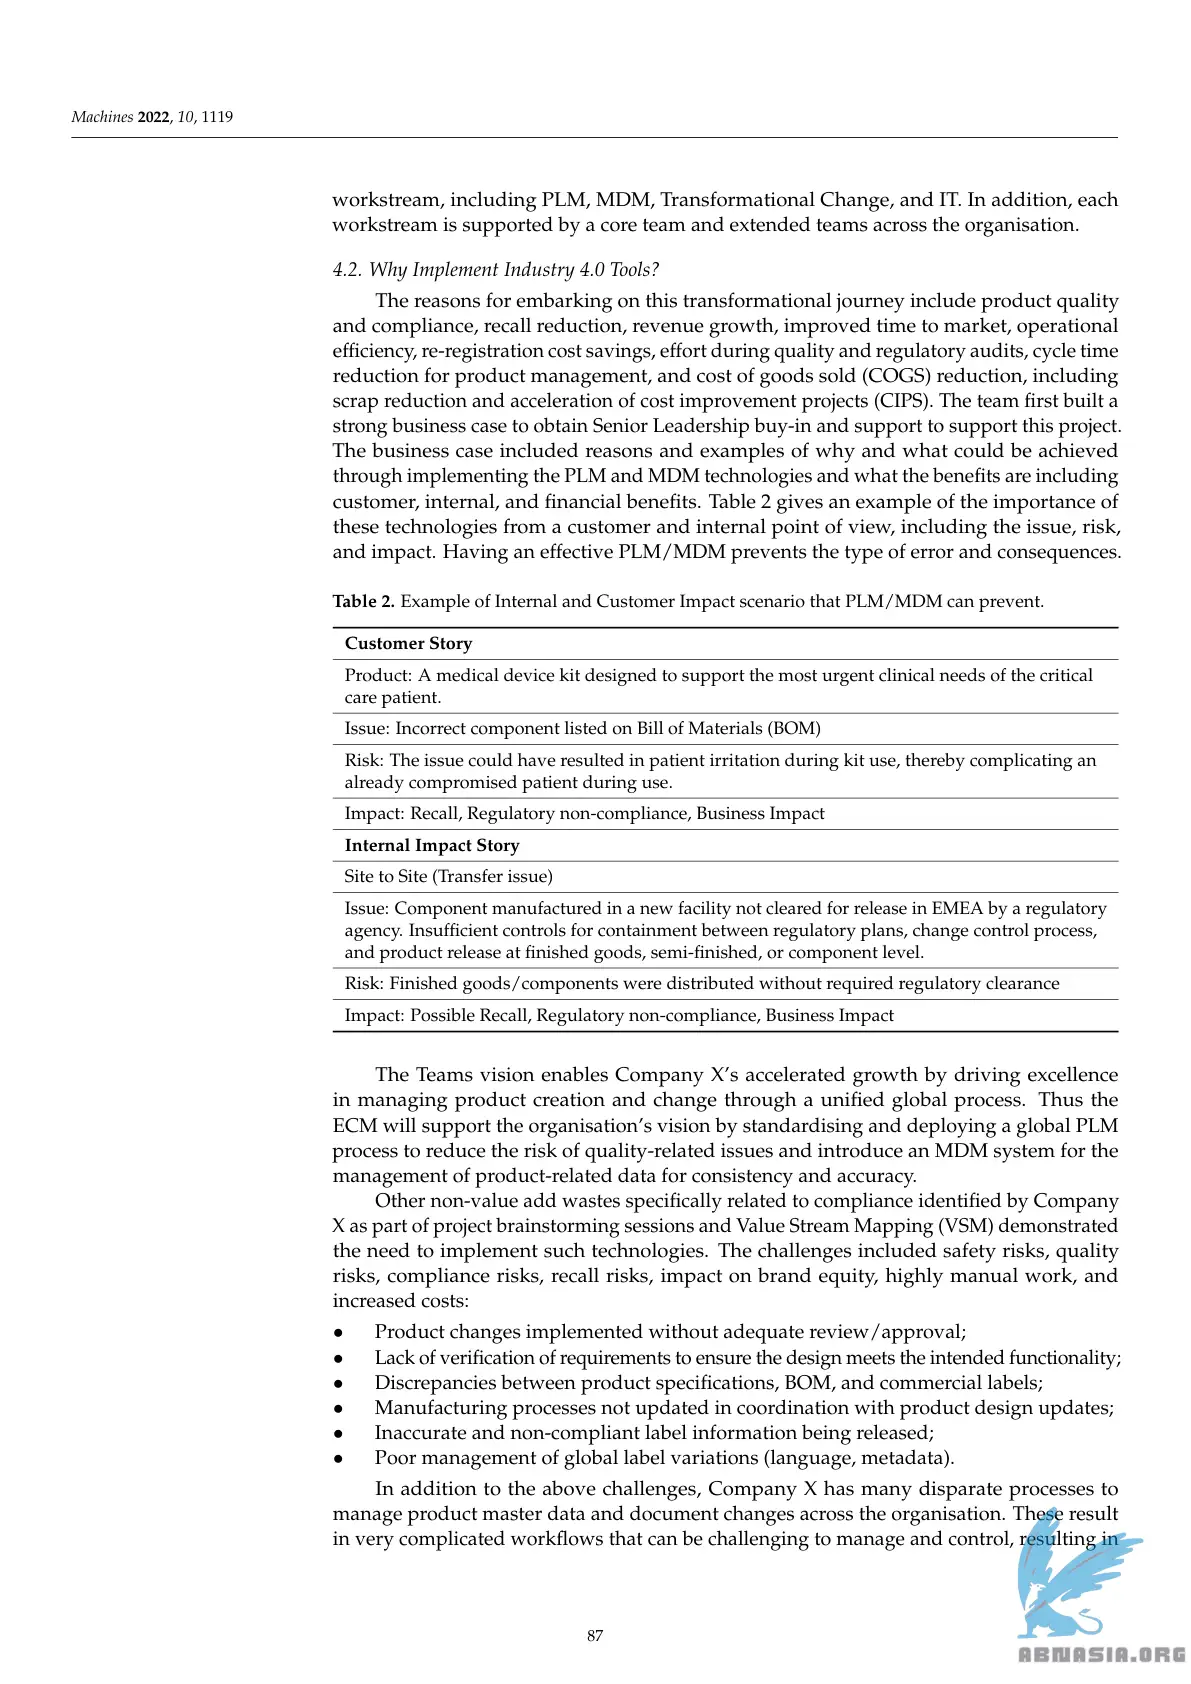 Machines 2022, 10, 1119
workstream, including PLM, MDM, Transformational Change, and IT. In addition, each
workstream is supported by a core team and extended teams across the organisation.
4.2. Why Implement Industry 4.0 Tools?
The reasons for embarking on this transformational journey include product quality
and compliance, recall reduction, revenue growth, improved time to market, operational
efficiency, re-registration cost savings, effort during quality and regulatory audits, cycle time
reduction for product management, and cost of goods sold (COGS) reduction, including
scrap reduction and acceleration of cost improvement projects (CIPS). The team first built a
strong business case to obtain Senior Leadership buy-in and support to support this project.
The business case included reasons and examples of why and what could be achieved
through implementing the PLM and MDM technologies and what the benefits are including
customer, internal, and financial benefits. Table 2 gives an example of the importance of
these technologies from a customer and internal point of view, including the issue, risk,
and impact. Having an effective PLM/MDM prevents the type of error and consequences.
Table 2. Example of Internal and Customer Impact scenario that PLM/MDM can prevent.
Customer Story
Product: A medical device kit designed to support the most urgent clinical needs of the critical
care patient.
Issue: Incorrect component listed on Bill of Materials (BOM)
Risk: The issue could have resulted in patient irritation during kit use, thereby complicating an
already compromised patient during use.
Impact: Recall, Regulatory non-compliance, Business Impact
Internal Impact Story
Site to Site (Transfer issue)
Issue: Component manufactured in a new facility not cleared for release in EMEA by a regulatory
agency. Insufficient controls for containment between regulatory plans, change control process,
and product release at finished goods, semi-finished, or component level.
Risk: Finished goods/components were distributed without required regulatory clearance
Impact: Possible Recall, Regulatory non-compliance, Business Impact
The Teams vision enables Company X's accelerated growth by driving excellence
in managing product creation and change through a unified global process. Thus the
ECM will support the organisation's vision by standardising and deploying a global PLM
process to reduce the risk of quality-related issues and introduce an MDM system for the
management of product-related data for consistency and accuracy.
Other non-value add wastes specifically related to compliance identified by Company
X as part of project brainstorming sessions and Value Stream Mapping (VSM) demonstrated
the need to implement such technologies. The challenges included safety risks, quality
risks, compliance risks, recall risks, impact on brand equity, highly manual work, and
increased costs:
● Product changes implemented without adequate review/approval;
● Lack of verification of requirements to ensure the design meets the intended functionality;
● Discrepancies between product specifications, BOM, and commercial labels;
● Manufacturing processes not updated in coordination with product design updates;
● Inaccurate and non-compliant label information being released;
● Poor management of global label variations (language, metadata).
In addition to the above challenges, Company X has many disparate processes to
manage product master data and document changes across the organisation. These result
in very complicated workflows that can be challenging to manage and control, resulting in
87
ABNASIA.ORG